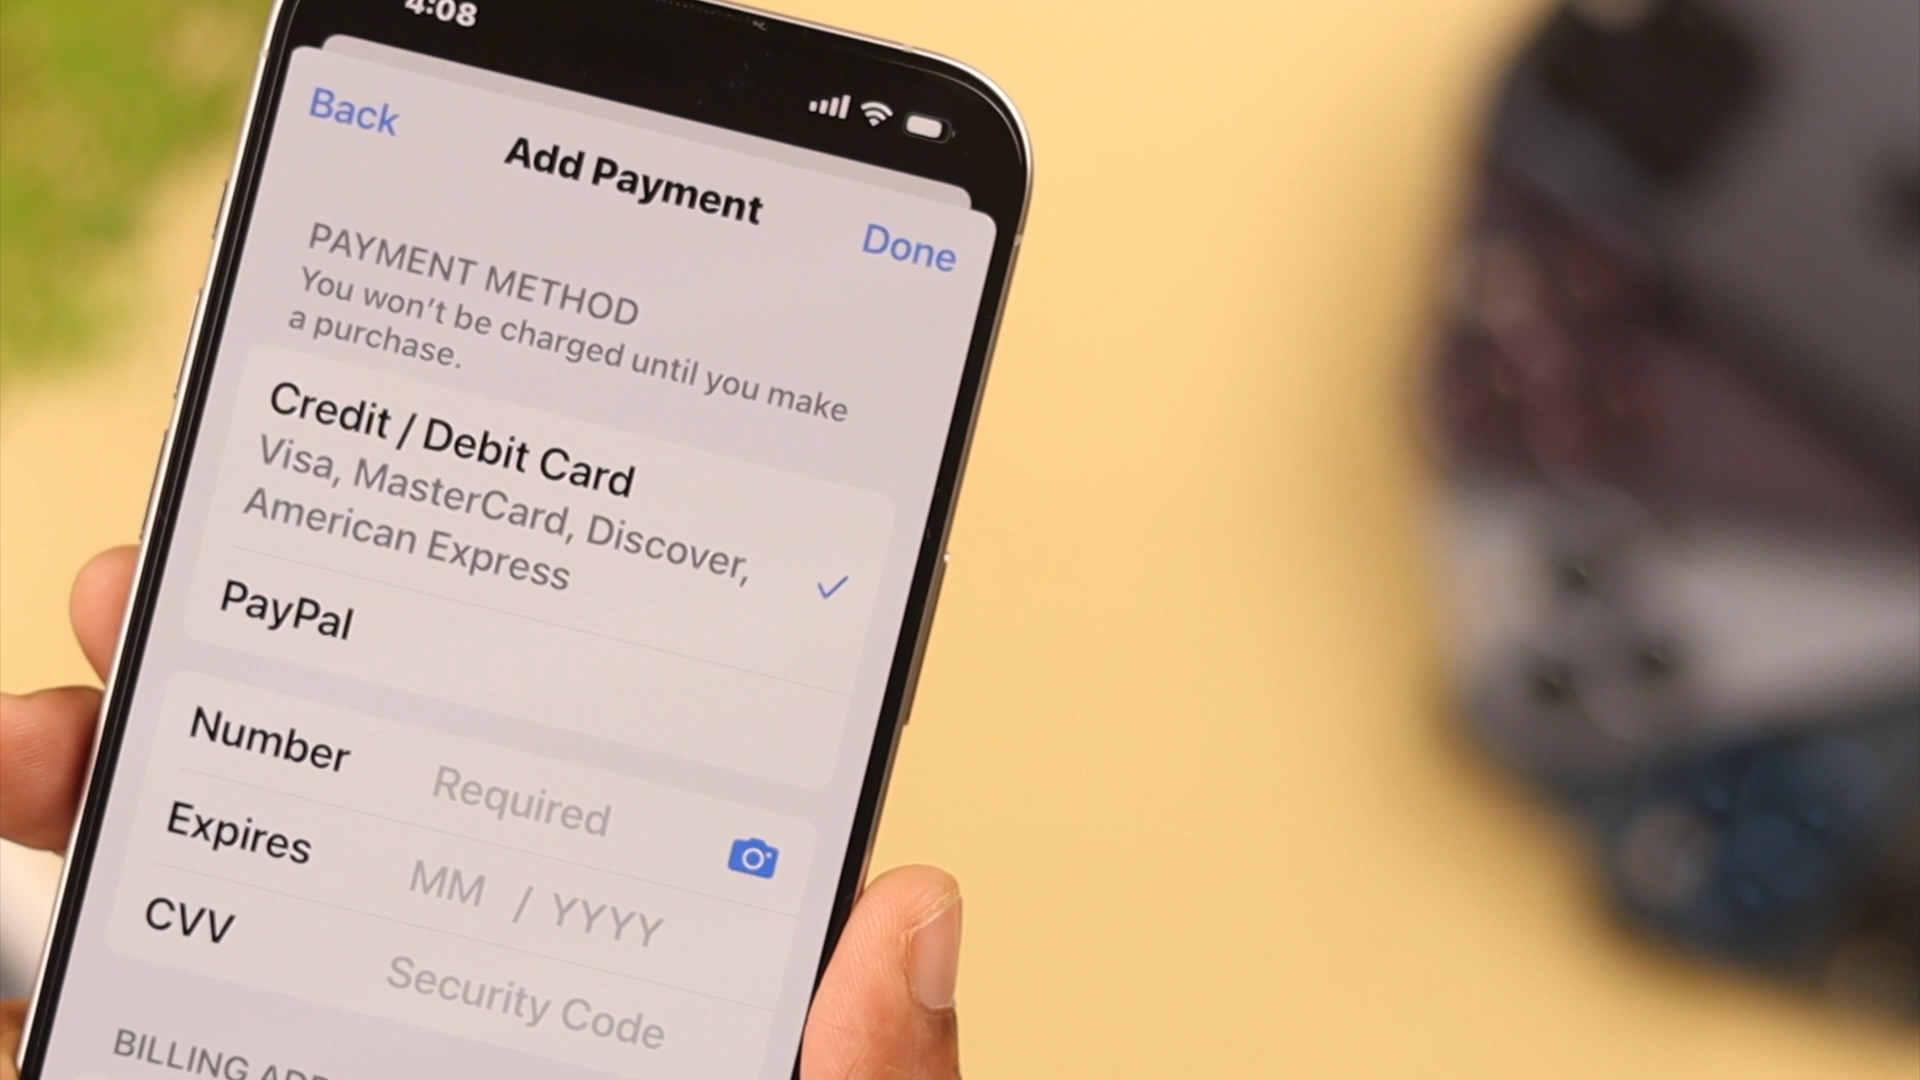 4:08
Back
Add Payment
Done
PAYMENT METHOD
You won't be charged until you make
a purchase.
Credit / Debit Card
Visa, MasterCard, Discover,
American Express
PayPal
Number Required
Expires MM / YYYY
CVV Security Code
BILLING